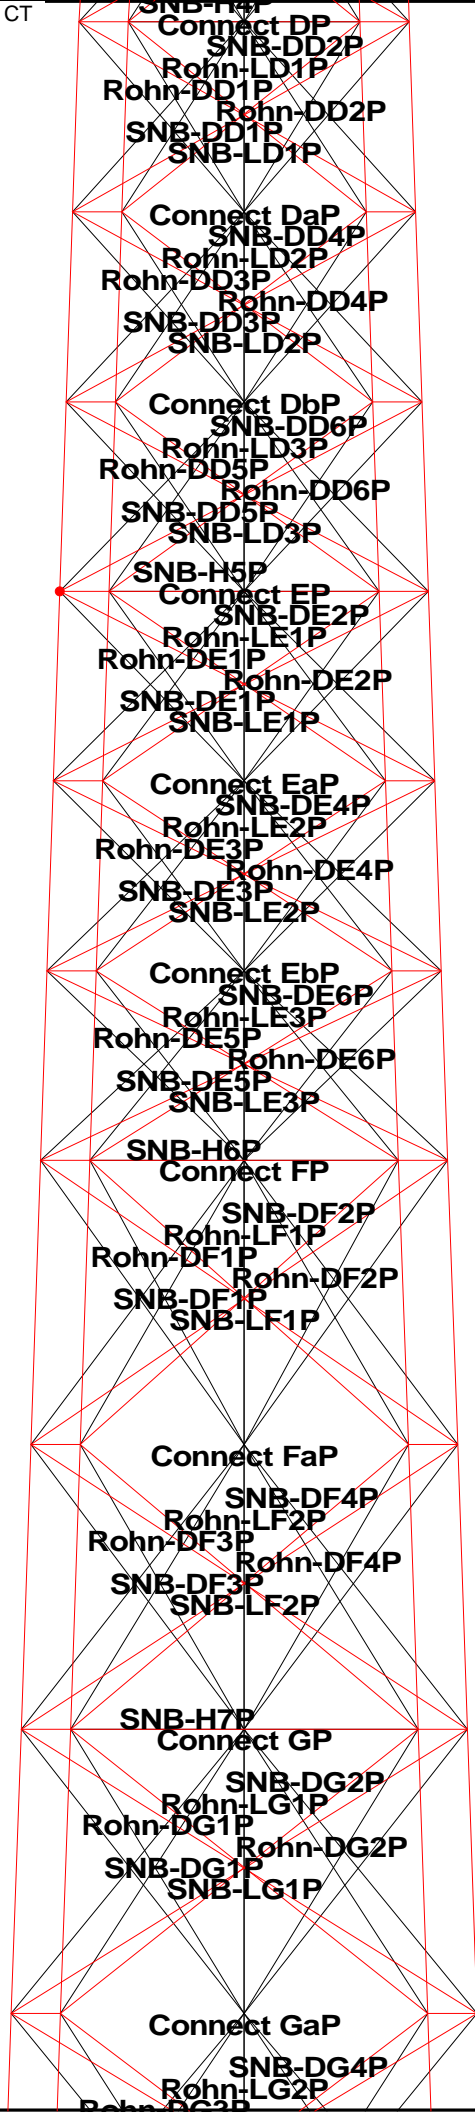 CT
SNB-H4P
Connect DP
SNB-DD2P
Rohn-LD1P
Rohn-DD1P
Rohn-DD2P
SNB-DD1P
SNB-LD1P
Connect DaP
SNB-DD4P
Rohn-LD2P
Rohn-DD3P
Rohn-DD4P
SNB-DD3P
SNB-LD2P
Connect DbP
SNB-DD6P
Rohn-LD3P
Rohn-DD5P
Rohn-DD6P
SNB-DD5P
SNB-LD3P
SNB-H5P
Connect EP
SNB-DE2P
Rohn-LE1P
Rohn-DE1P
Rohn-DE2P
SNB-DE1P
SNB-LE1P
Connect EaP
SNB-DE4P
Rohn-LE2P
Rohn-DE3P
Rohn-DE4P
SNB-DE3P
SNB-LE2P
Connect EbP
SNB-DE6P
Rohn-LE3P
Rohn-DE5P
Rohn-DE6P
SNB-DE5P
SNB-LE3P
SNB-H6P
Connect FP
SNB-DF2P
Rohn-LF1P
Rohn-DF1P
Rohn-DF2P
SNB-DF1P
SNB-LF1P
Connect FaP
SNB-DF4P
Rohn-LF2P
Rohn-DF3P
Rohn-DF4P
SNB-DF3P
SNB-LF2P
SNB-H7P
Connect GP
SNB-DG2P
Rohn-LG1P
Rohn-DG1P
Rohn-DG2P
SNB-DG1P
SNB-LG1P
Connect GaP
SNB-DG4P
Rohn-LG2P
Rohn-DG3P